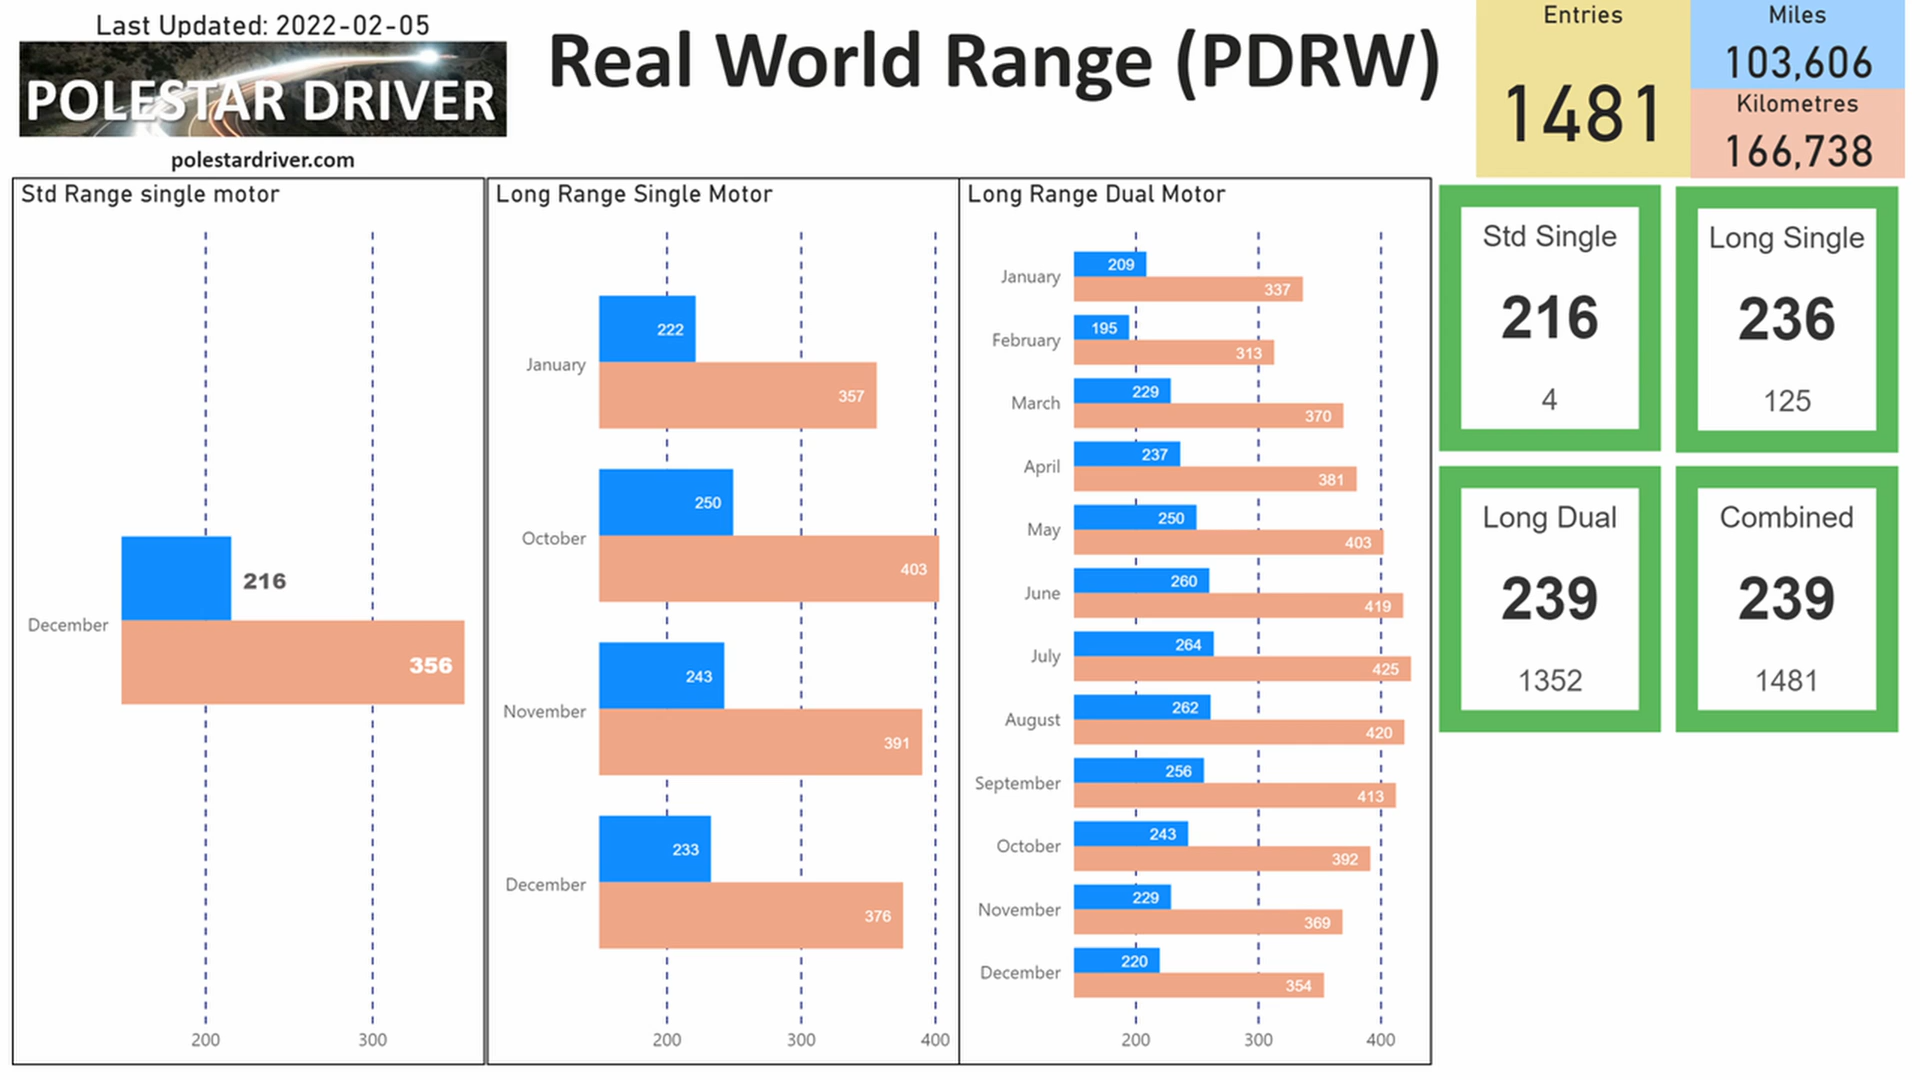 Last Updated: 2022-02-05
POLESTAR DRIVER
polestardriver.com
Real World Range (PDRW)
Entries
1481
Miles
103,606
Kilometres
166,738
Std Range single motor
216
December
356
200 300
Long Range Single Motor
222
January
357
250
October
403
243
November
391
233
December
376
200 300 400
Long Range Dual Motor
209
January
337
195
February
313
229
March
370
237
April
381
250
May
403
260
June
419
264
July
425
262
August
420
256
September
413
243
October
392
229
November
369
220
December
354
200 300 400
Std Single
216
4
Long Single
236
125
Long Dual
239
1352
Combined
239
1481